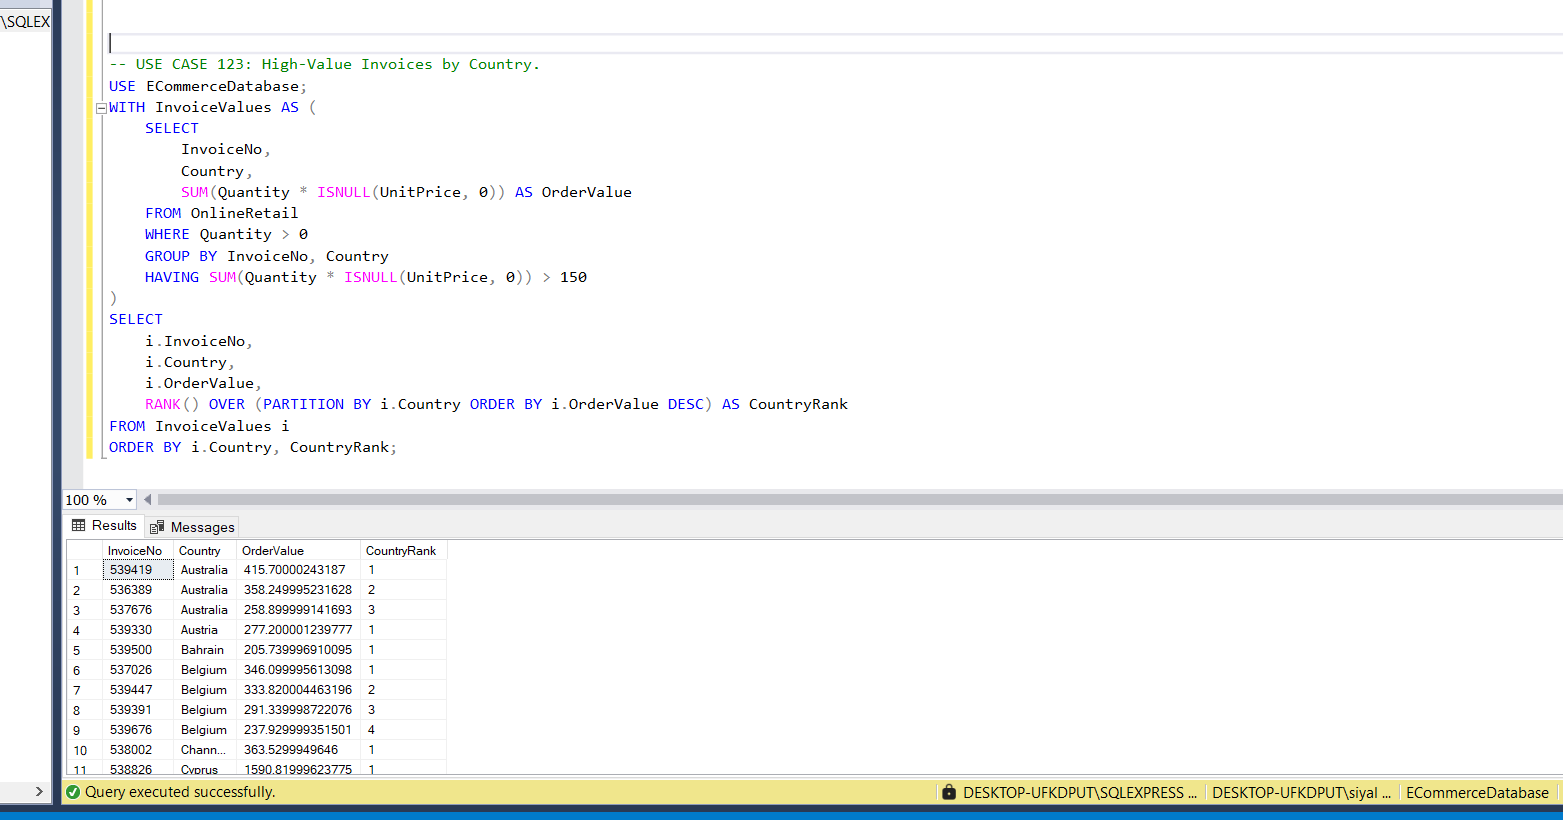 \SQLEX
-- USE CASE 123: High-Value Invoices by Country.
USE ECommerceDatabase;
WITH InvoiceValues AS (
    SELECT
        InvoiceNo,
        Country,
        SUM(Quantity * ISNULL(UnitPrice, 0)) AS OrderValue
    FROM OnlineRetail
    WHERE Quantity > 0
    GROUP BY InvoiceNo, Country
    HAVING SUM(Quantity * ISNULL(UnitPrice, 0)) > 150
)
SELECT
    i.InvoiceNo,
    i.Country,
    i.OrderValue,
    RANK() OVER (PARTITION BY i.Country ORDER BY i.OrderValue DESC) AS CountryRank
FROM InvoiceValues i
ORDER BY i.Country, CountryRank;
100 %
Results Messages
InvoiceNo Country OrderValue CountryRank
1 539419 Australia 415.70000243187 1
2 536389 Australia 358.249995231628 2
3 537676 Australia 258.899999141693 3
4 539330 Austria 277.200001239777 1
5 539500 Bahrain 205.739996910095 1
6 537026 Belgium 346.099995613098 1
7 539447 Belgium 333.820004463196 2
8 539391 Belgium 291.339998722076 3
9 539676 Belgium 237.929999351501 4
10 538002 Chann... 363.5299949646 1
11 538826 Cyprus 1590.81999623775 1
Query executed successfully. DESKTOP-UFKDPUT\SQLEXPRESS ... DESKTOP-UFKDPUT\siyal ... ECommerceDatabase